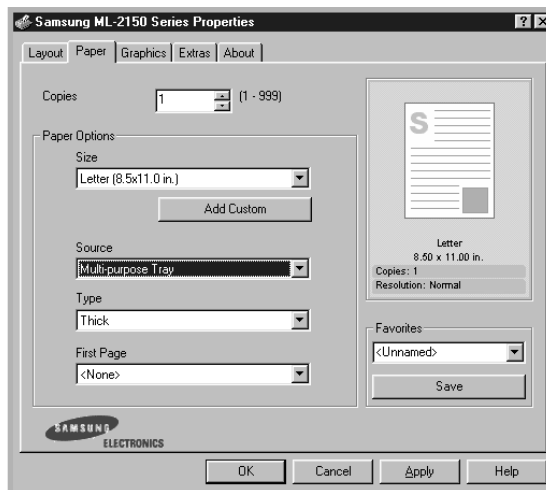 Samsung ML-2150 Series Properties
Layout Paper Graphics Extras About
Copies 1 (1 - 999)
Paper Options
Size
Letter (8.5x11.0 in.)
Add Custom
Source
Multi-purpose Tray
Type
Thick
First Page
<None>
S
Letter
8.50 x 11.00 in.
Copies: 1
Resolution: Normal
Favorites
<Unnamed>
Save
SAMSUNG
ELECTRONICS
OK Cancel Apply Help